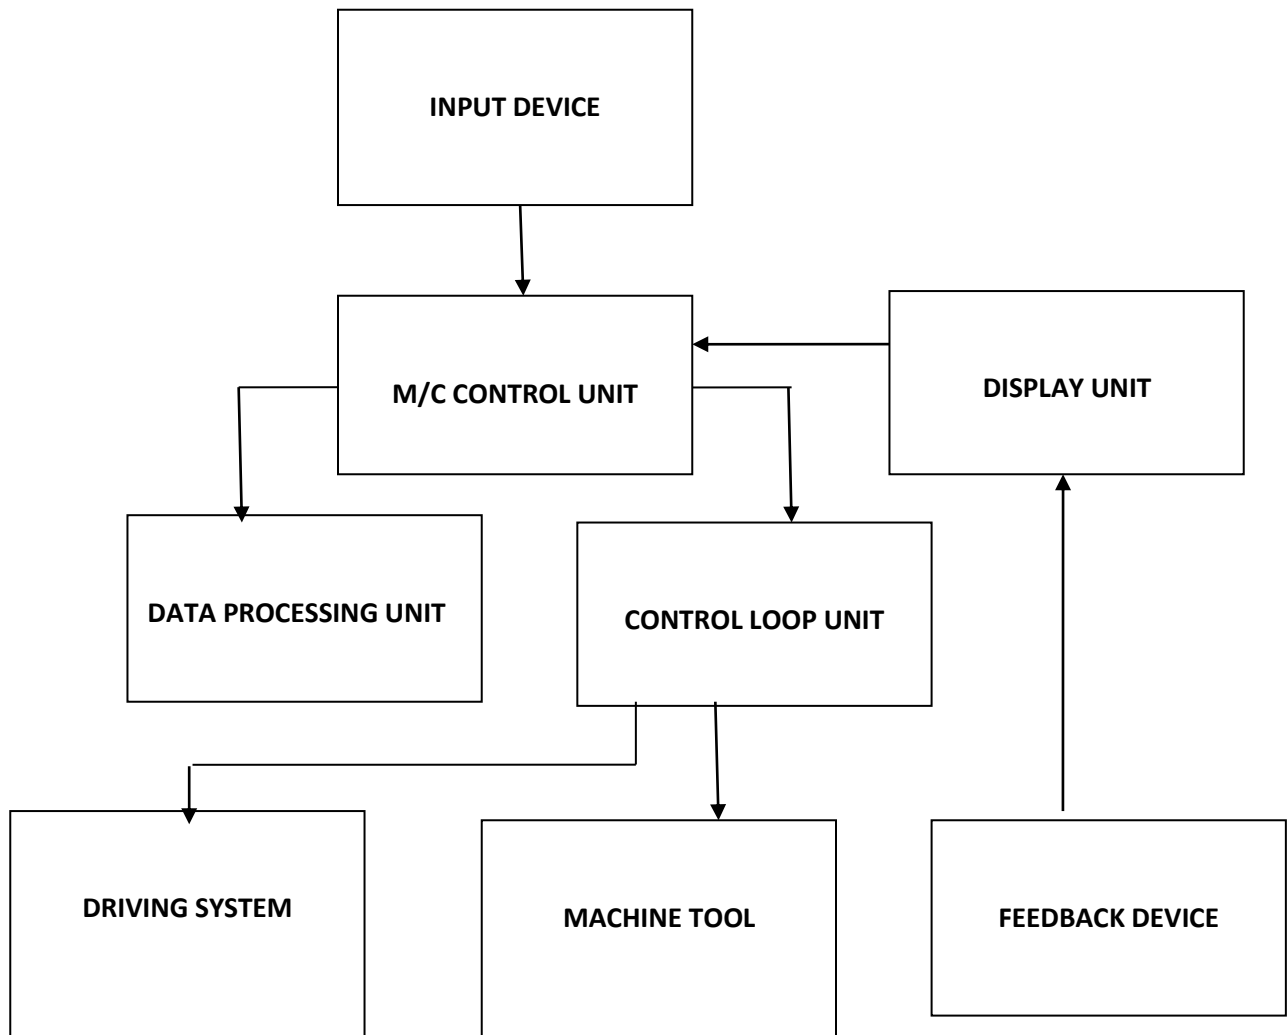 INPUT DEVICE
M/C CONTROL UNIT
DISPLAY UNIT
DATA PROCESSING UNIT
CONTROL LOOP UNIT
DRIVING SYSTEM
MACHINE TOOL
FEEDBACK DEVICE